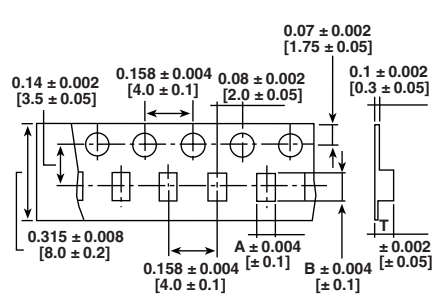 0.07 ± 0.002
[1.75 ± 0.05]
0.14 ± 0.002
[3.5 ± 0.05]
0.158 ± 0.004
[4.0 ± 0.1]
0.08 ± 0.002
[2.0 ± 0.05]
0.1 ± 0.002
[0.3 ± 0.05]
0.315 ± 0.008
[8.0 ± 0.2]
0.158 ± 0.004
[4.0 ± 0.1]
A ± 0.004
[± 0.1]
B ± 0.004
[± 0.1]
T
± 0.002
[± 0.05]